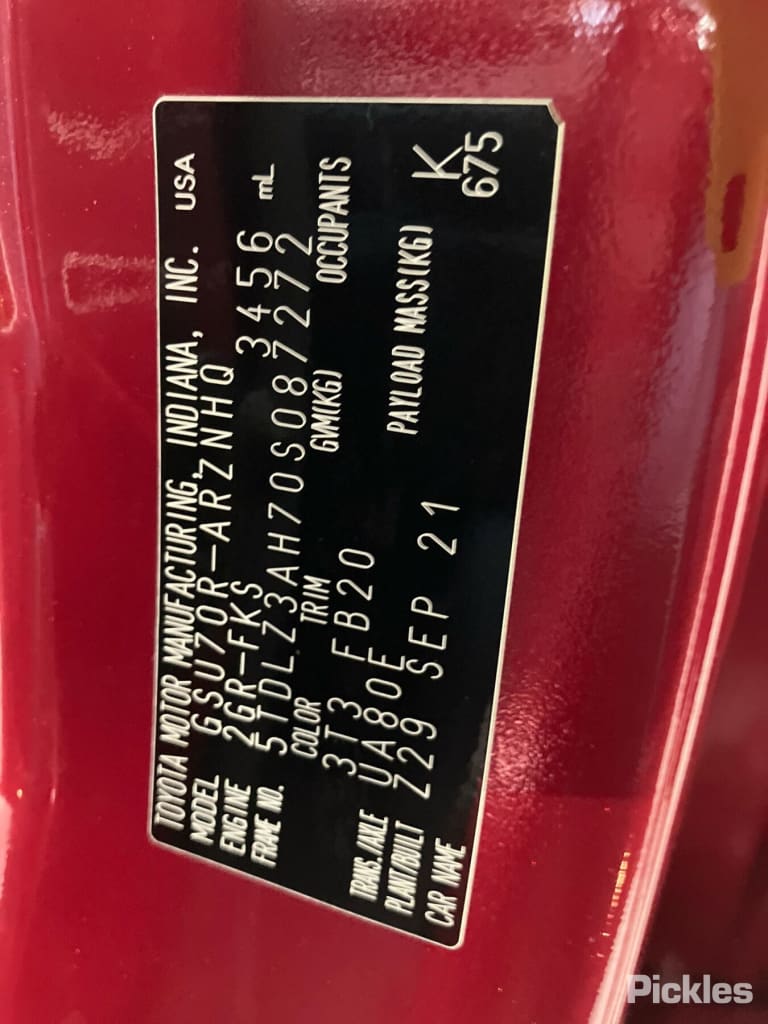 TOYOTA MOTOR MANUFACTURING, INDIANA, INC. USA
MODEL GSU70R-ARZNHQ
ENGINE 2GR-FKS 3456 mL
FRAME NO. 5TDLZ3AH70S087272
COLOR TRIM GVM(KG) OCCUPANTS
3T3 FB20
TRANS./AXLE UA80E
PLANT/BUILT Z29 SEP 21 PAYLOAD MASS(KG) K
CAR NAME 675
Pickles